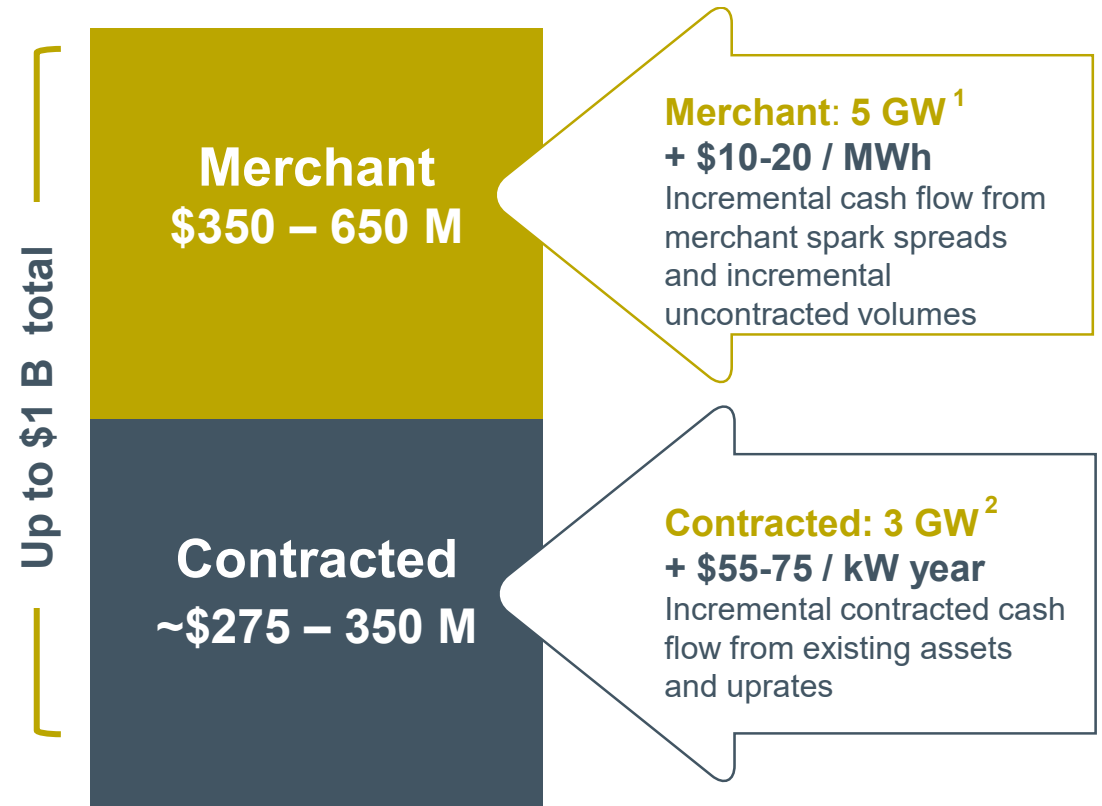 Up to $1 B total
Merchant
$350 – 650 M
Merchant: 5 GW 1
+ $10-20 / MWh
Incremental cash flow from
merchant spark spreads
and incremental
uncontracted volumes
Contracted
~$275 – 350 M
Contracted: 3 GW 2
+ $55-75 / kW year
Incremental contracted cash
flow from existing assets
and uprates